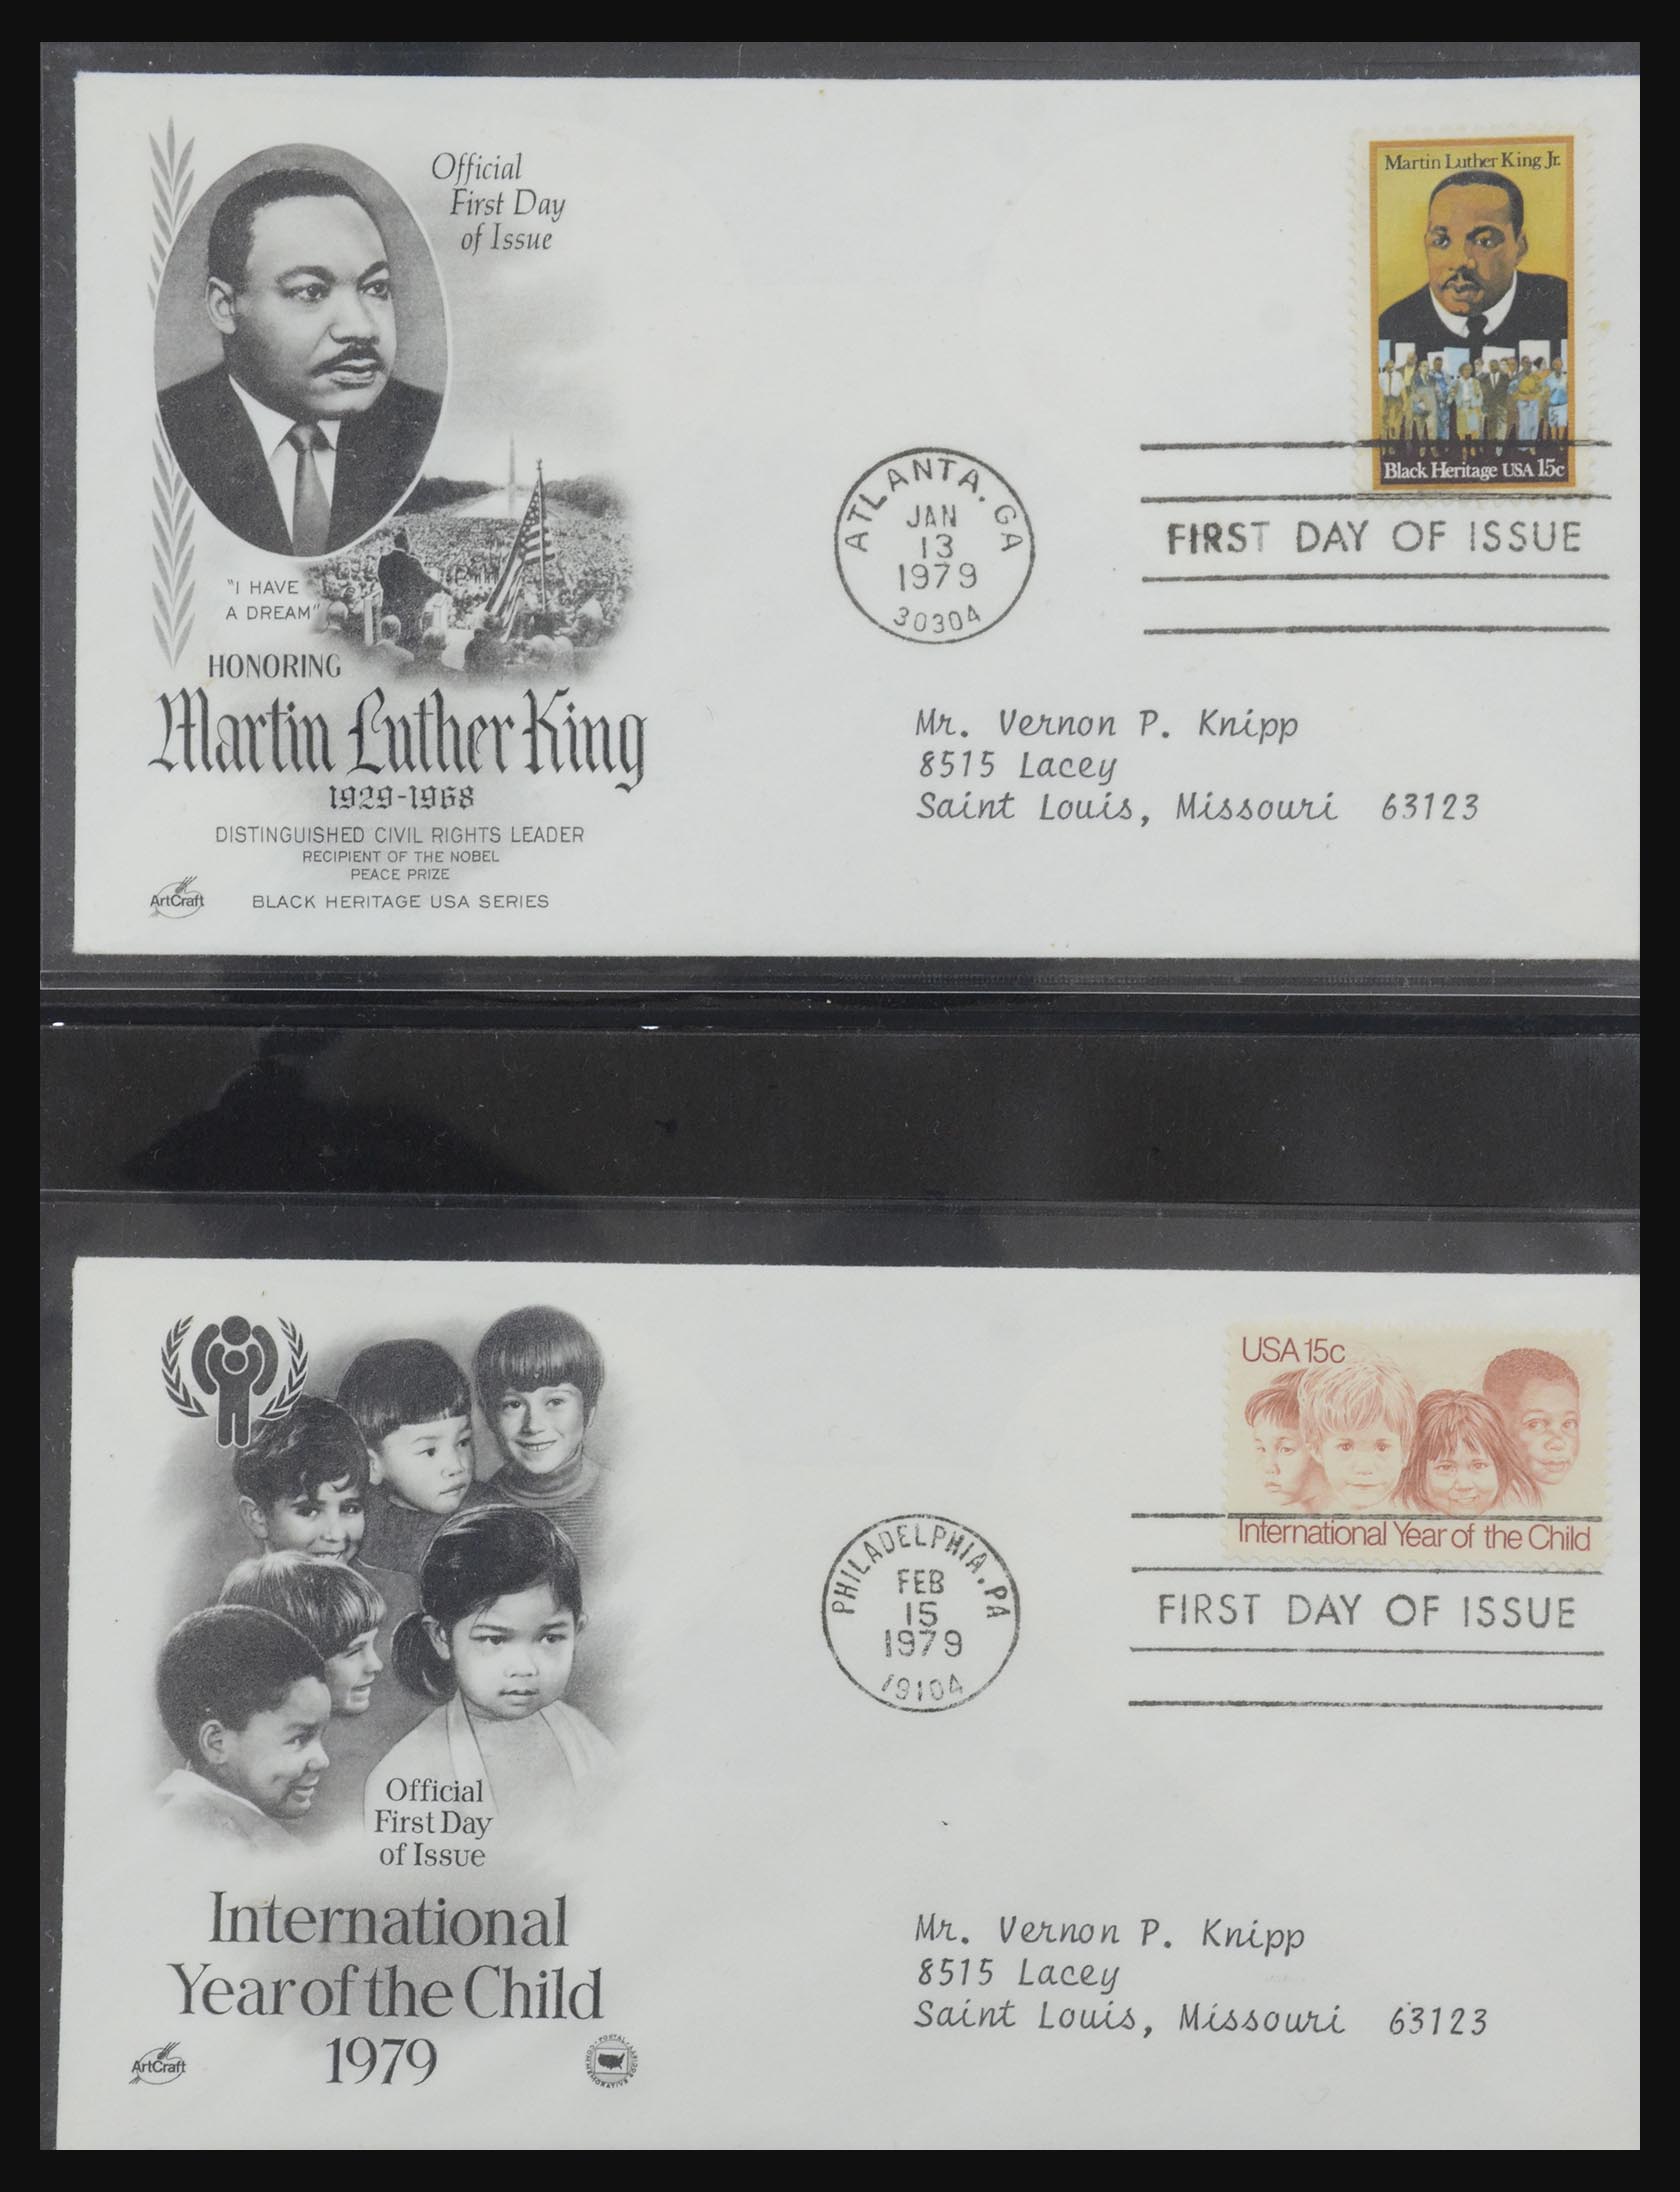 Official
First Day
of Issue
"I HAVE
A DREAM"
HONORING
Martin Luther King
1929-1968
DISTINGUISHED CIVIL RIGHTS LEADER
RECIPIENT OF THE NOBEL
PEACE PRIZE
ArtCraft
BLACK HERITAGE USA SERIES
Martin Luther King Jr.
Black Heritage USA 15c
ATLANTA, GA
JAN
13
1979
30304
FIRST DAY OF ISSUE
Mr. Vernon P. Knipp
8515 Lacey
Saint Louis, Missouri 63123
Official
First Day
of Issue
International
Year of the Child
1979
ArtCraft
POSTAL COMMEMORATIVE SOCIETY
USA 15c
International Year of the Child
PHILADELPHIA, PA
FEB
15
1979
19104
FIRST DAY OF ISSUE
Mr. Vernon P. Knipp
8515 Lacey
Saint Louis, Missouri 63123